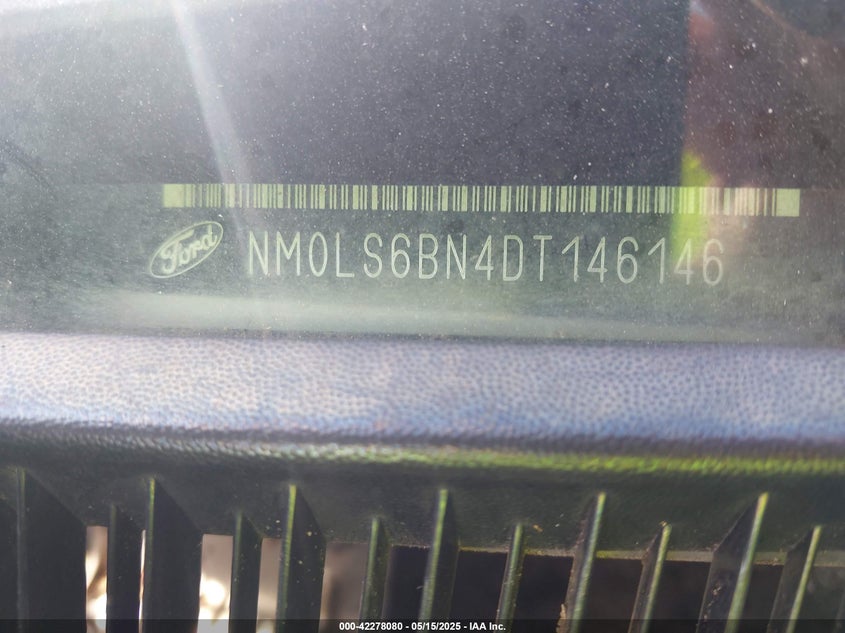 Ford NM0LS6BN4DT146146
000-42278080 - 05/15/2025 - IAA Inc.